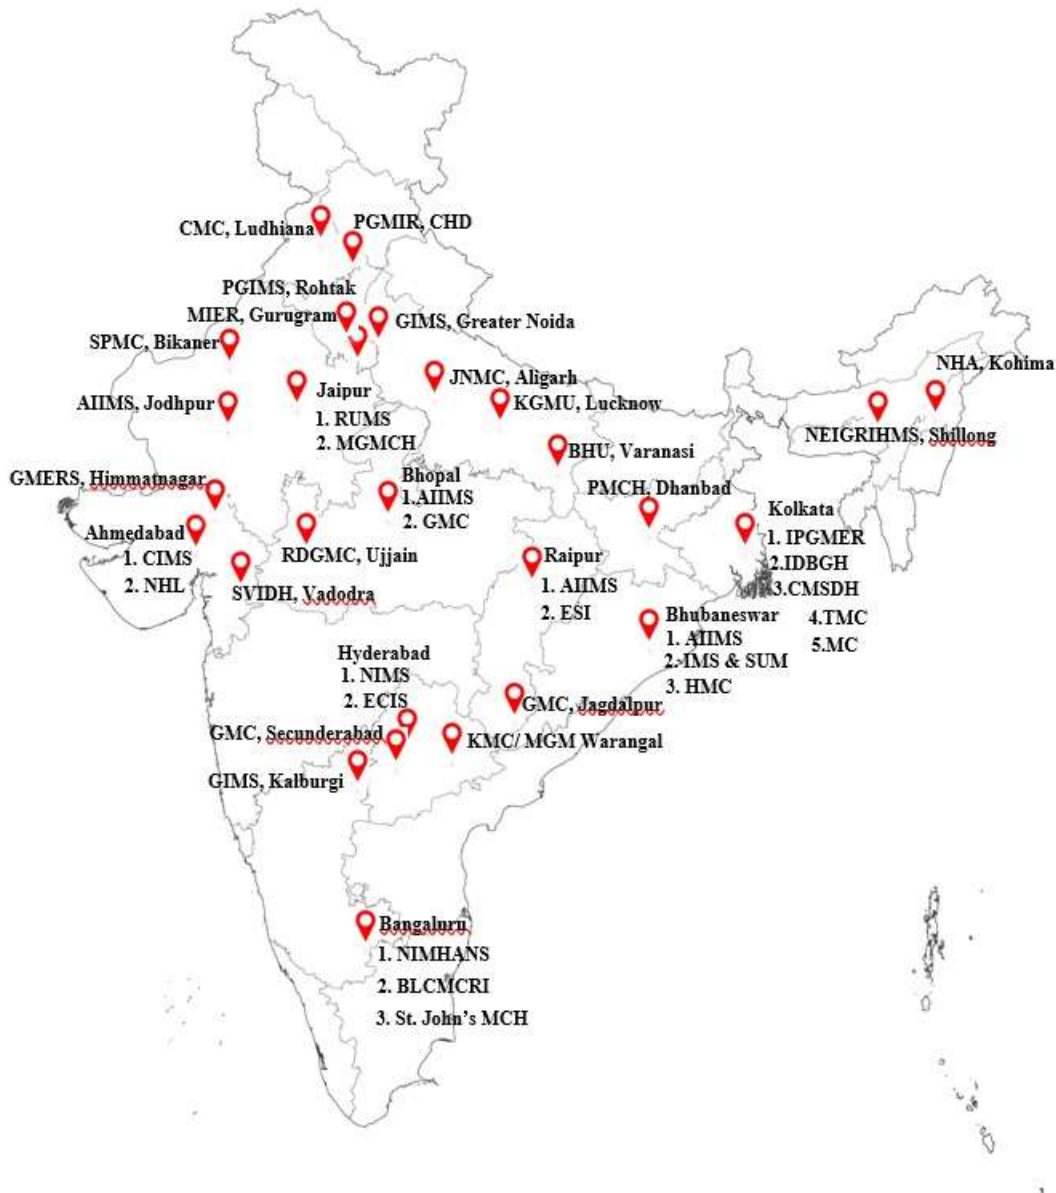 CMC, Ludhiana
PGMIR, CHD
PGIMS, Rohtak
MIER, Gurugram
GIMS, Greater Noida
SPMC, Bikaner
JNMC, Aligarh
NHA, Kohima
Jaipur
1. RUMS
2. MGMCH
AIIMS, Jodhpur
KGMU, Lucknow
NEIGRIHMS, Shillong
BHU, Varanasi
GMERS, Himmatnagar
Bhopal
1.AIIMS
2. GMC
PMCH, Dhanbad
Kolkata
1. IPGMER
2.IDBGH
3.CMSDH
4.TMC
5.MC
Ahmedabad
1. CIMS
2. NHL
RDGMC, Ujjain
SVIDH, Vadodra
Raipur
1. AIIMS
2. ESI
Bhubaneswar
1. AIIMS
2. IMS & SUM
3. HMC
Hyderabad
1. NIMS
2. ECIS
GMC, Jagdalpur
GMC, Secunderabad
KMC/ MGM Warangal
GIMS, Kalburgi
Bangaluru
1. NIMHANS
2. BLCMCRI
3. St. John’s MCH